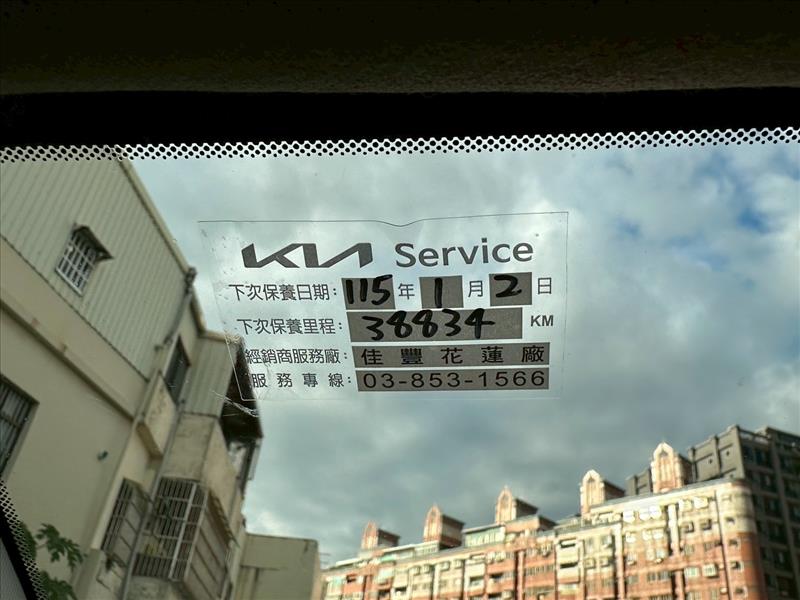 KIA Service
下次保養日期：115 年 1 月 2 日
下次保養里程：38834 KM
經銷商服務廠：佳豐花蓮廠
服務專線：03-853-1566